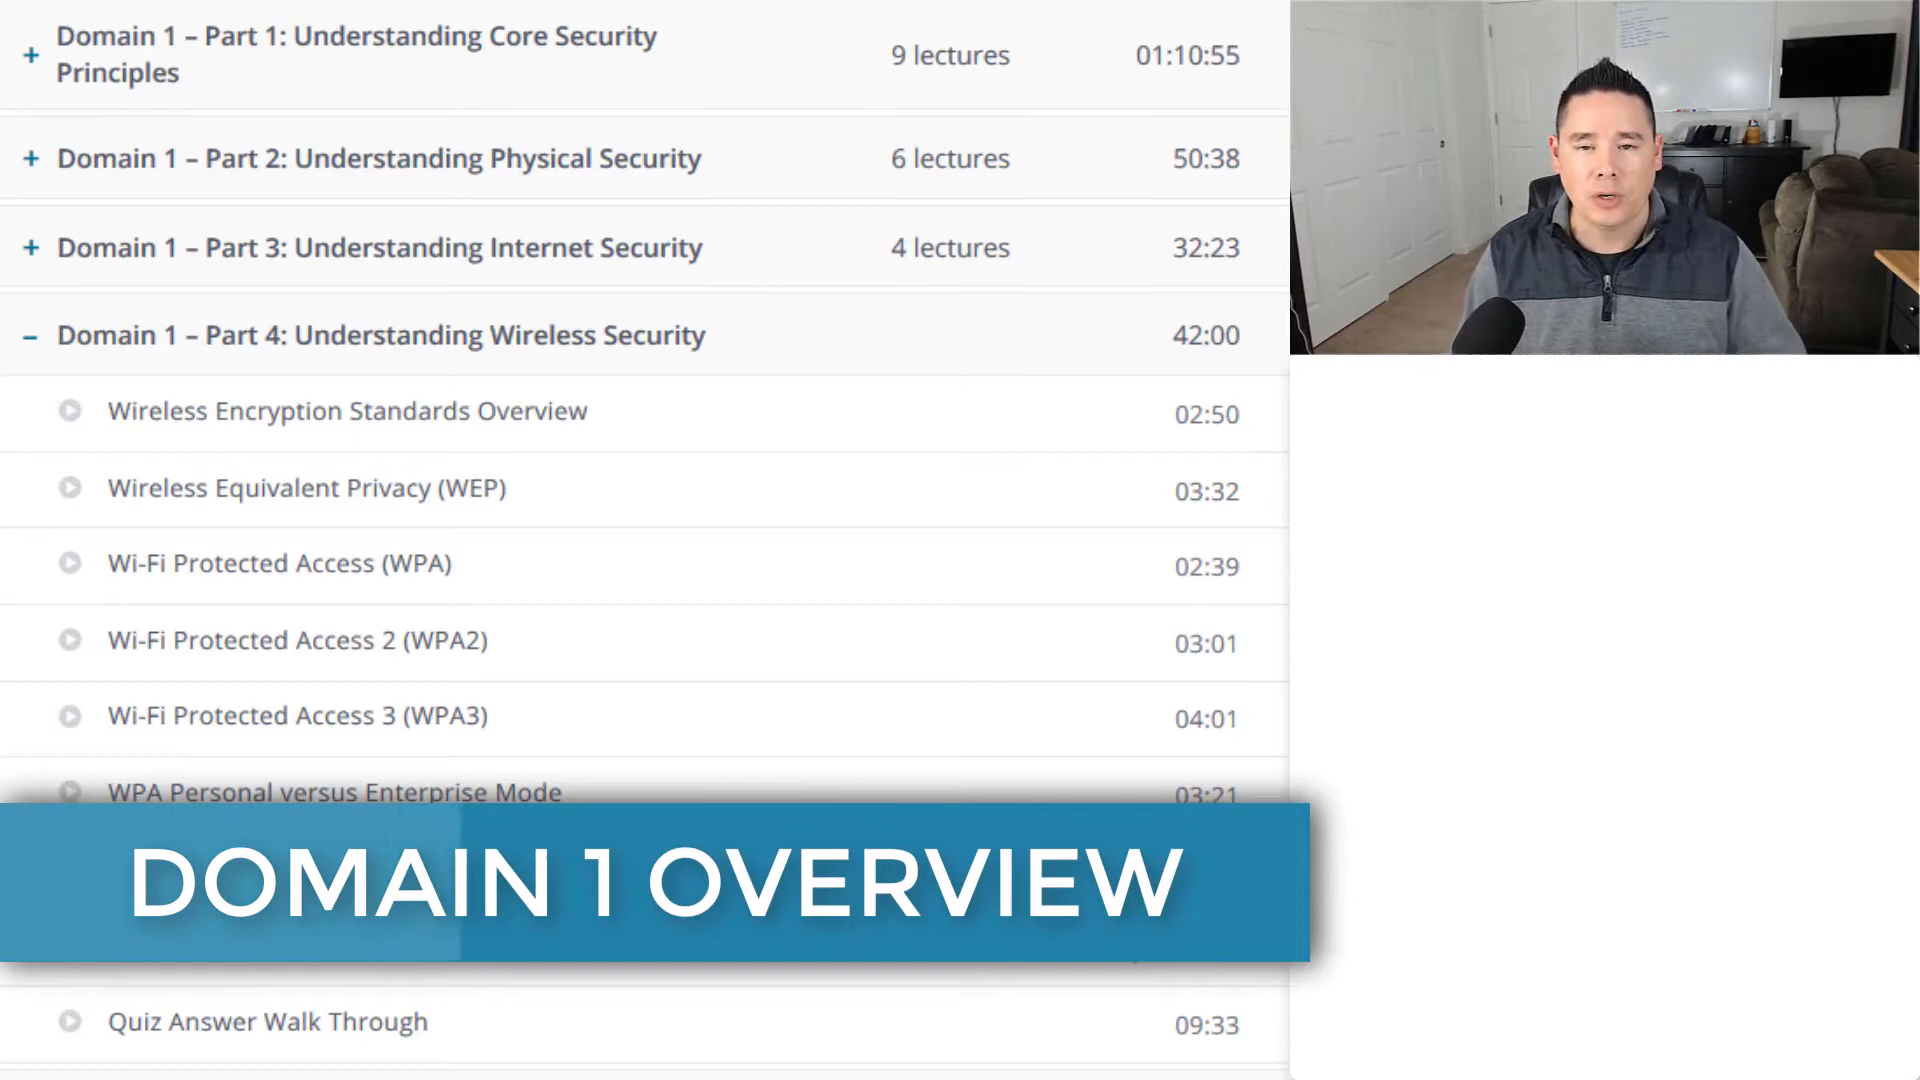 Domain 1 – Part 1: Understanding Core Security
Principles
9 lectures
01:10:55
Domain 1 – Part 2: Understanding Physical Security
6 lectures
50:38
Domain 1 – Part 3: Understanding Internet Security
4 lectures
32:23
Domain 1 – Part 4: Understanding Wireless Security
42:00
Wireless Encryption Standards Overview
02:50
Wireless Equivalent Privacy (WEP)
03:32
Wi-Fi Protected Access (WPA)
02:39
Wi-Fi Protected Access 2 (WPA2)
03:01
Wi-Fi Protected Access 3 (WPA3)
04:01
WPA Personal versus Enterprise Mode
03:21
DOMAIN 1 OVERVIEW
Quiz Answer Walk Through
09:33